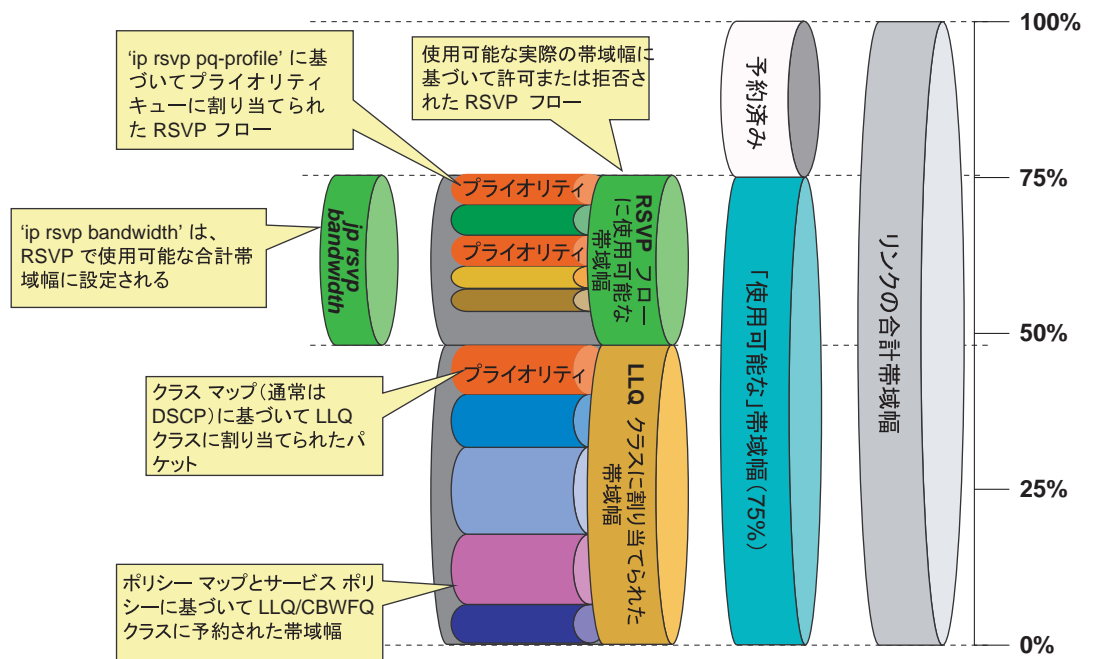 'ip rsvp pq-profile' に基
づいてプライオリティ
キューに割り当てられ
た RSVP フロー
使用可能な実際の帯域幅に
基づいて許可または拒否さ
れた RSVP フロー
'ip rsvp bandwidth' は、
RSVP で使用可能な合計帯
域幅に設定される
jp rsvp
bandwidth
プライオリティ
プライオリティ
RSVP フロー
に使用可能な
帯域幅
クラス マップ（通常は
DSCP）に基づいて LLQ
クラスに割り当てられたパ
ケット
プライオリティ
LLQ クラスに割り当てられた
帯域幅
ポリシー マップとサービス ポリ
シーに基づいて LLQ/CBWFQ
クラスに予約された帯域幅
予約済み
「使用可能な」帯域幅（75%）
リンクの合計帯域幅
100%
75%
50%
25%
0%